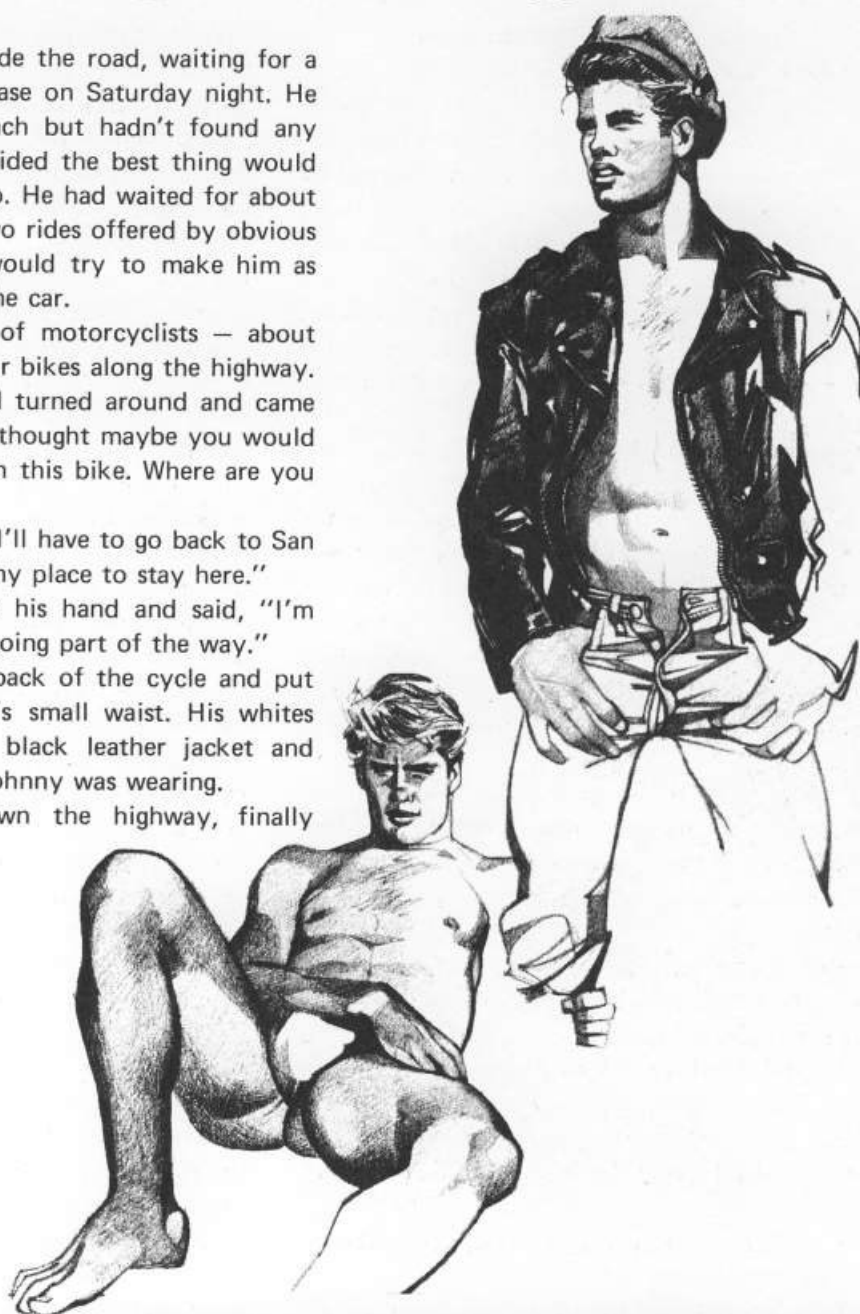 de the road, waiting for a
ase on Saturday night. He
ch but hadn't found any
ided the best thing would
o. He had waited for about
o rides offered by obvious
ould try to make him as
ne car.
of motorcyclists — about
r bikes along the highway.
l turned around and came
thought maybe you would
n this bike. Where are you
I'll have to go back to San
ny place to stay here."
his hand and said, "I'm
oing part of the way."
back of the cycle and put
s small waist. His whites
black leather jacket and
ohnny was wearing.
wn the highway, finally